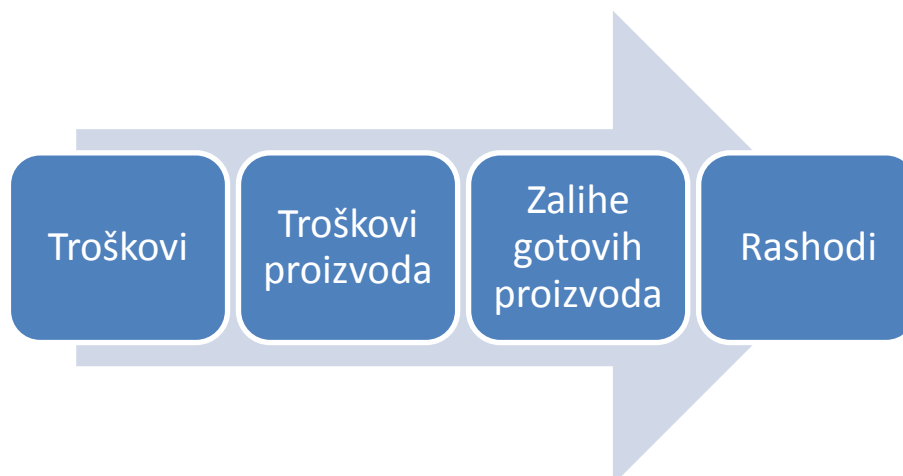 Troškovi
Troškovi
proizvoda
Zalihe
gotovih
proizvoda
Rashodi